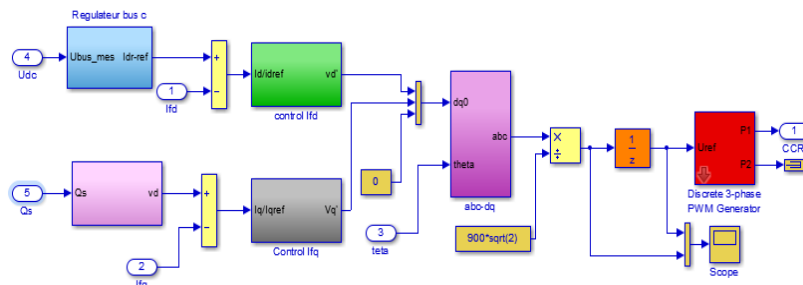 Regulateur bus c
4
Udc
Ubus_mes
Idr-ref
+
−
1
Ifd
Id/idref
vd'
control Ifd
5
Qs
Qs
vd
+
−
2
Ifq
Iq/Iqref
Vq'
Control Ifq
0
3
teta
dq0
abc
theta
abc-dq
900*sqrt(2)
×
÷
1
z
Uref
P1
P2
Discrete 3-phase
PWM Generator
1
CCR
Scope